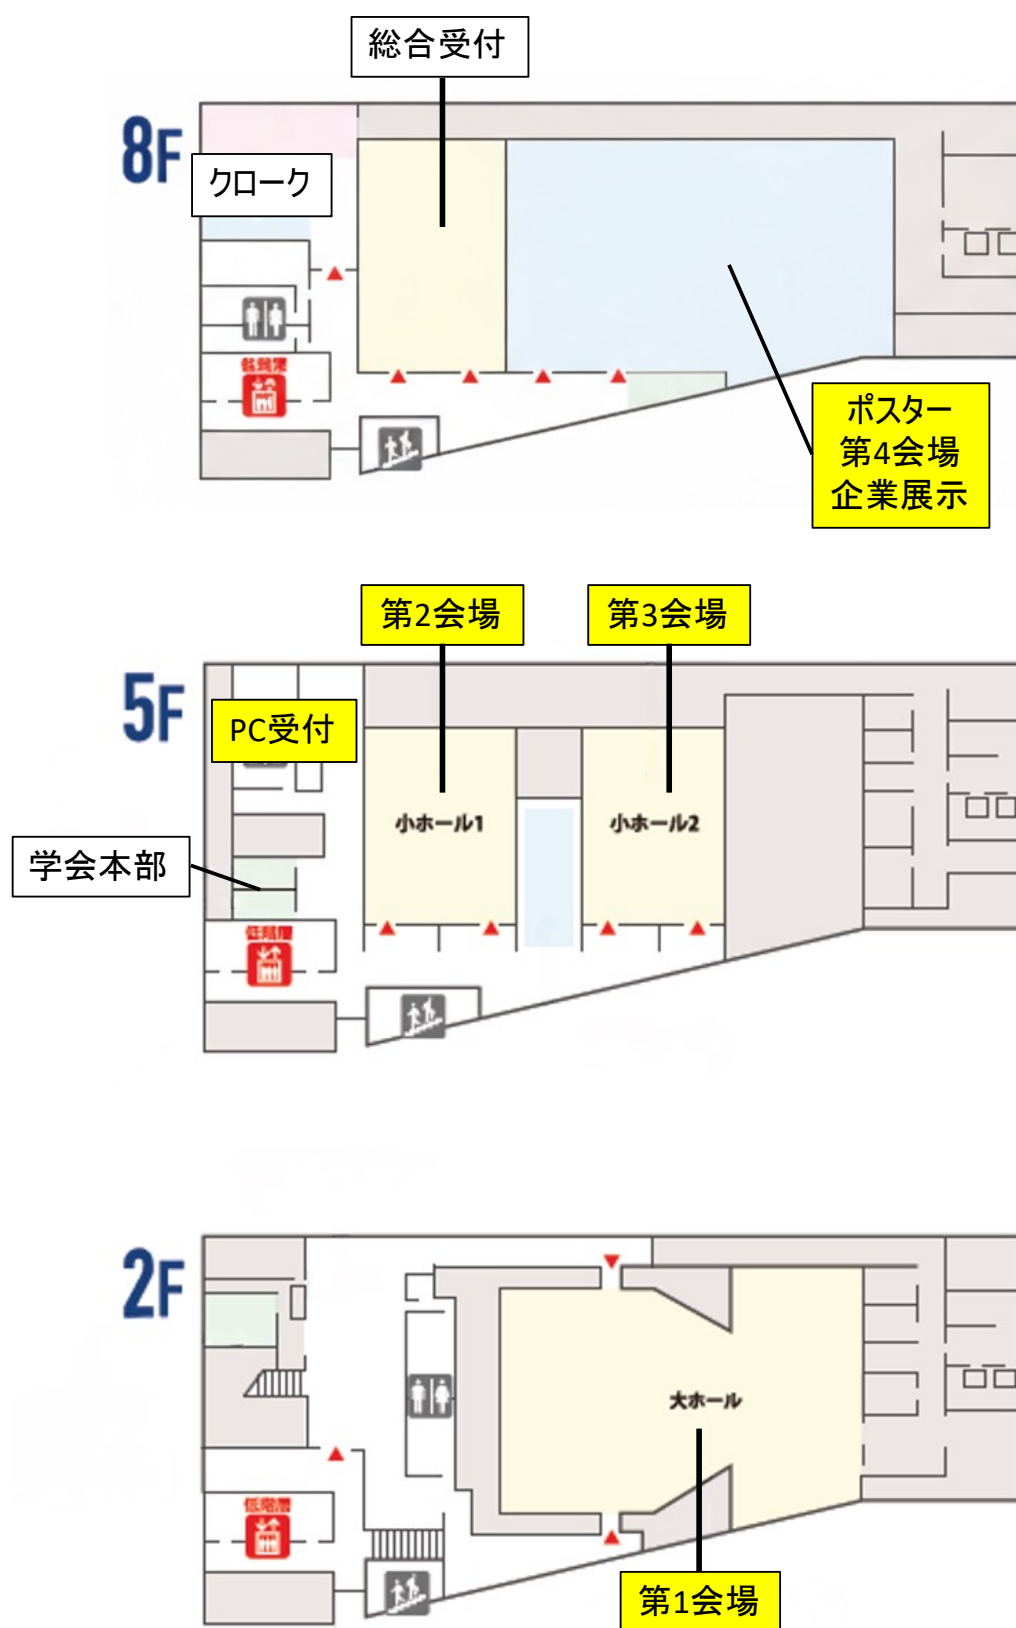 総合受付
8F
クローク
低層階
ポスター
第4会場
企業展示
第2会場
第3会場
5F
PC受付
小ホール1
小ホール2
学会本部
低階層
2F
大ホール
低階層
第1会場